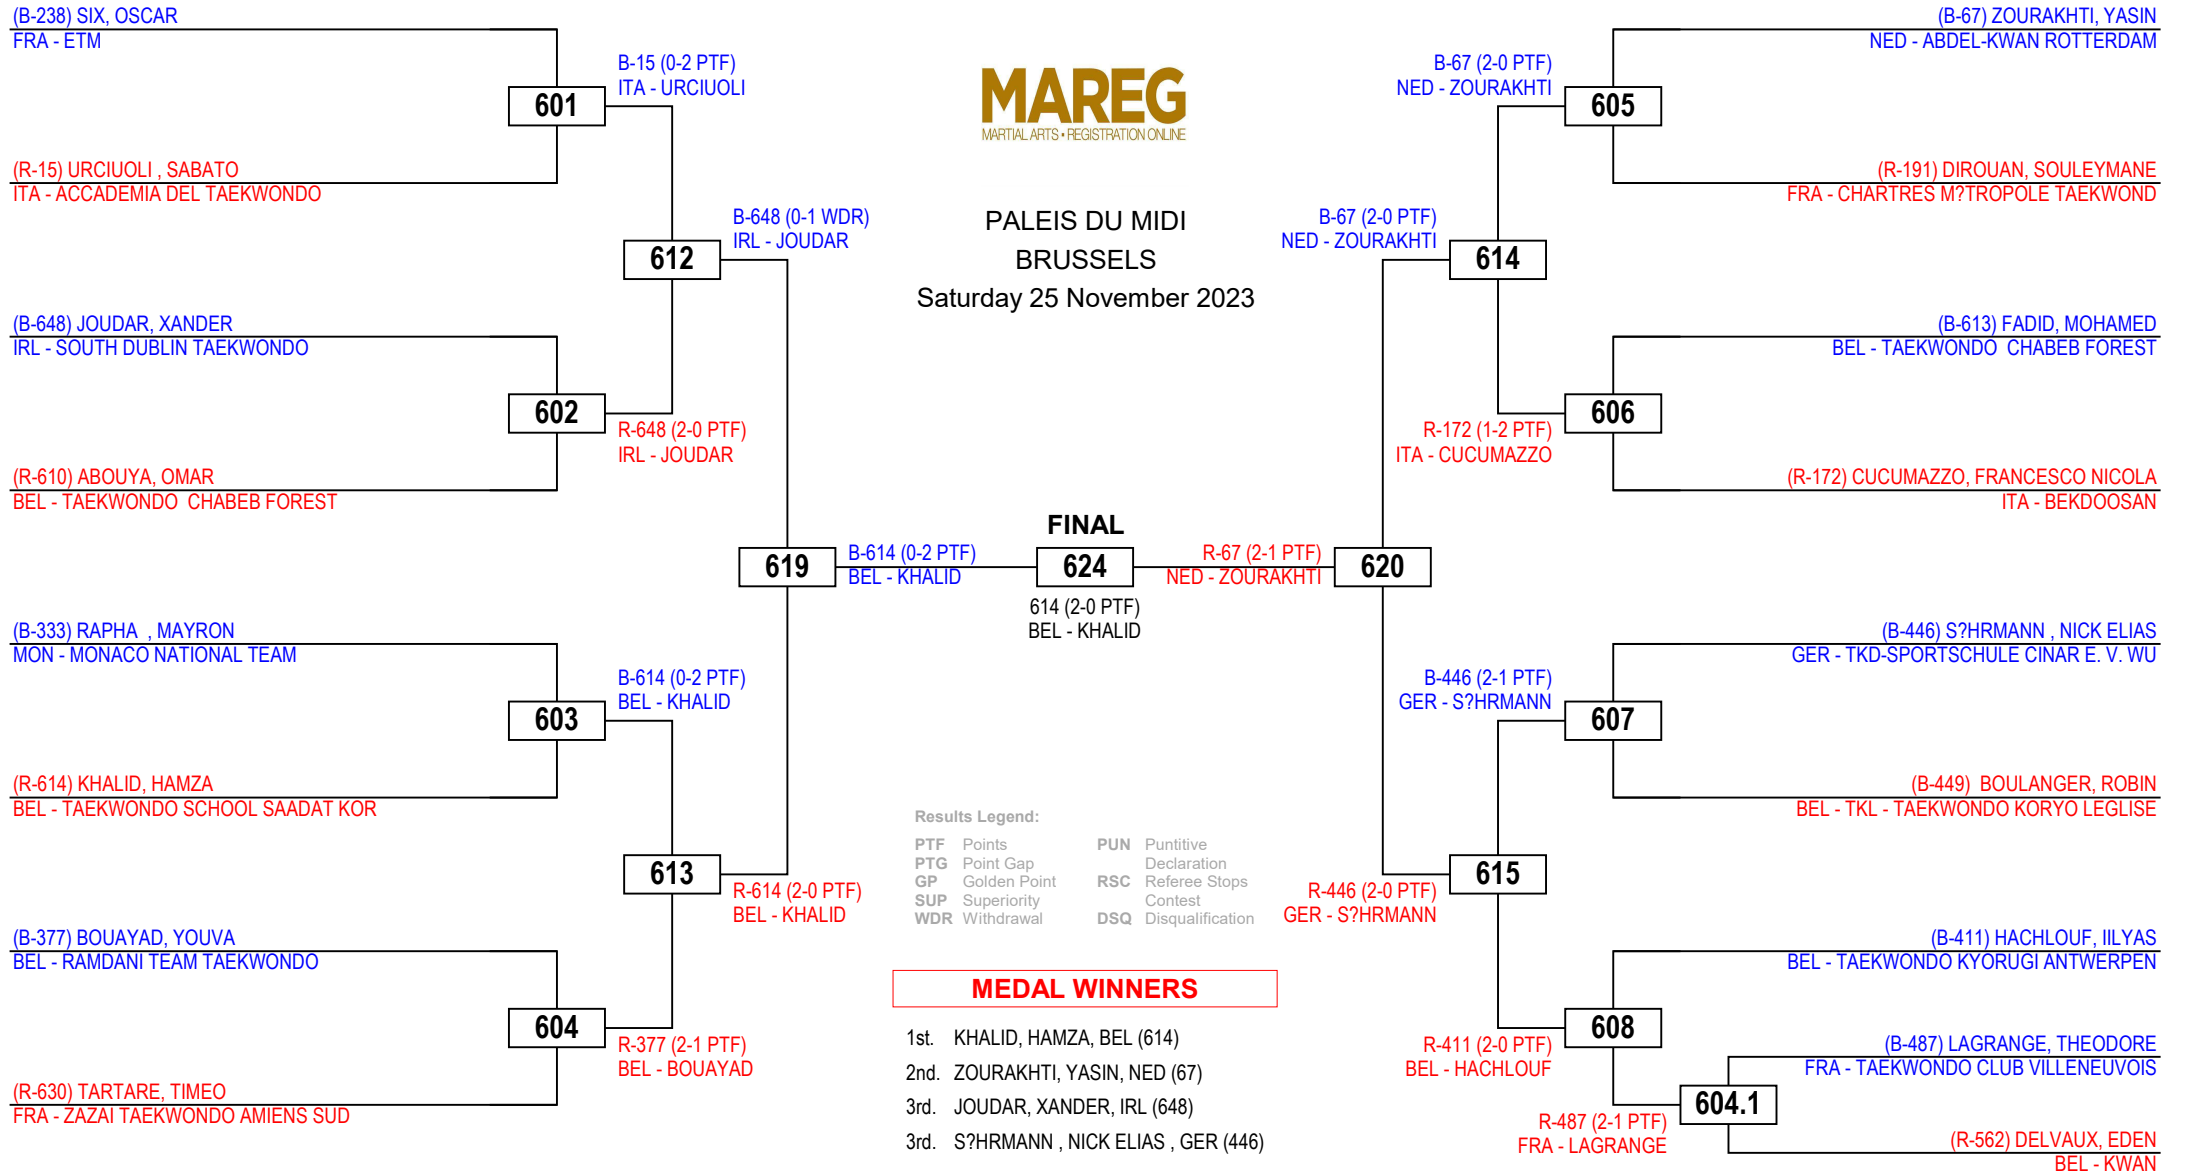 (B-238) SIX, OSCAR
FRA - ETM
601
(R-15) URCIUOLI , SABATO
ITA - ACCADEMIA DEL TAEKWONDO
B-15 (0-2 PTF)
ITA - URCIUOLI
612
B-648 (0-1 WDR)
IRL - JOUDAR
(B-648) JOUDAR, XANDER
IRL - SOUTH DUBLIN TAEKWONDO
602
R-648 (2-0 PTF)
IRL - JOUDAR
(R-610) ABOUYA, OMAR
BEL - TAEKWONDO  CHABEB FOREST
619
B-614 (0-2 PTF)
BEL - KHALID
(B-333) RAPHA  , MAYRON
MON - MONACO NATIONAL TEAM
603
B-614 (0-2 PTF)
BEL - KHALID
(R-614) KHALID, HAMZA
BEL - TAEKWONDO SCHOOL SAADAT KOR
613
R-614 (2-0 PTF)
BEL - KHALID
(B-377) BOUAYAD, YOUVA
BEL - RAMDANI TEAM TAEKWONDO
604
R-377 (2-1 PTF)
BEL - BOUAYAD
(R-630) TARTARE, TIMEO
FRA - ZAZAI TAEKWONDO AMIENS SUD
MAREG
MARTIAL ARTS • REGISTRATION ONLINE
PALEIS DU MIDI
BRUSSELS
Saturday 25 November 2023
FINAL
624
614 (2-0 PTF)
BEL - KHALID
Results Legend:
PTF Points
PTG Point Gap
GP Golden Point
SUP Superiority
WDR Withdrawal
PUN Puntitive
Declaration
RSC Referee Stops
Contest
DSQ Disqualification
MEDAL WINNERS
1st. KHALID, HAMZA, BEL (614)
2nd. ZOURAKHTI, YASIN, NED (67)
3rd. JOUDAR, XANDER, IRL (648)
3rd. S?HRMANN , NICK ELIAS , GER (446)
(B-67) ZOURAKHTI, YASIN
NED - ABDEL-KWAN ROTTERDAM
B-67 (2-0 PTF)
NED - ZOURAKHTI
605
(R-191) DIROUAN, SOULEYMANE
FRA - CHARTRES M?TROPOLE TAEKWOND
B-67 (2-0 PTF)
NED - ZOURAKHTI
614
(B-613) FADID, MOHAMED
BEL - TAEKWONDO  CHABEB FOREST
606
R-172 (1-2 PTF)
ITA - CUCUMAZZO
(R-172) CUCUMAZZO, FRANCESCO NICOLA
ITA - BEKDOOSAN
R-67 (2-1 PTF)
NED - ZOURAKHTI
620
(B-446) S?HRMANN , NICK ELIAS
GER - TKD-SPORTSCHULE CINAR E. V. WU
B-446 (2-1 PTF)
GER - S?HRMANN
607
(B-449)  BOULANGER, ROBIN
BEL - TKL - TAEKWONDO KORYO LEGLISE
615
R-446 (2-0 PTF)
GER - S?HRMANN
(B-411) HACHLOUF, IILYAS
BEL - TAEKWONDO KYORUGI ANTWERPEN
608
R-411 (2-0 PTF)
BEL - HACHLOUF
(B-487) LAGRANGE, THEODORE
FRA - TAEKWONDO CLUB VILLENEUVOIS
604.1
R-487 (2-1 PTF)
FRA - LAGRANGE
(R-562) DELVAUX, EDEN
BEL - KWAN